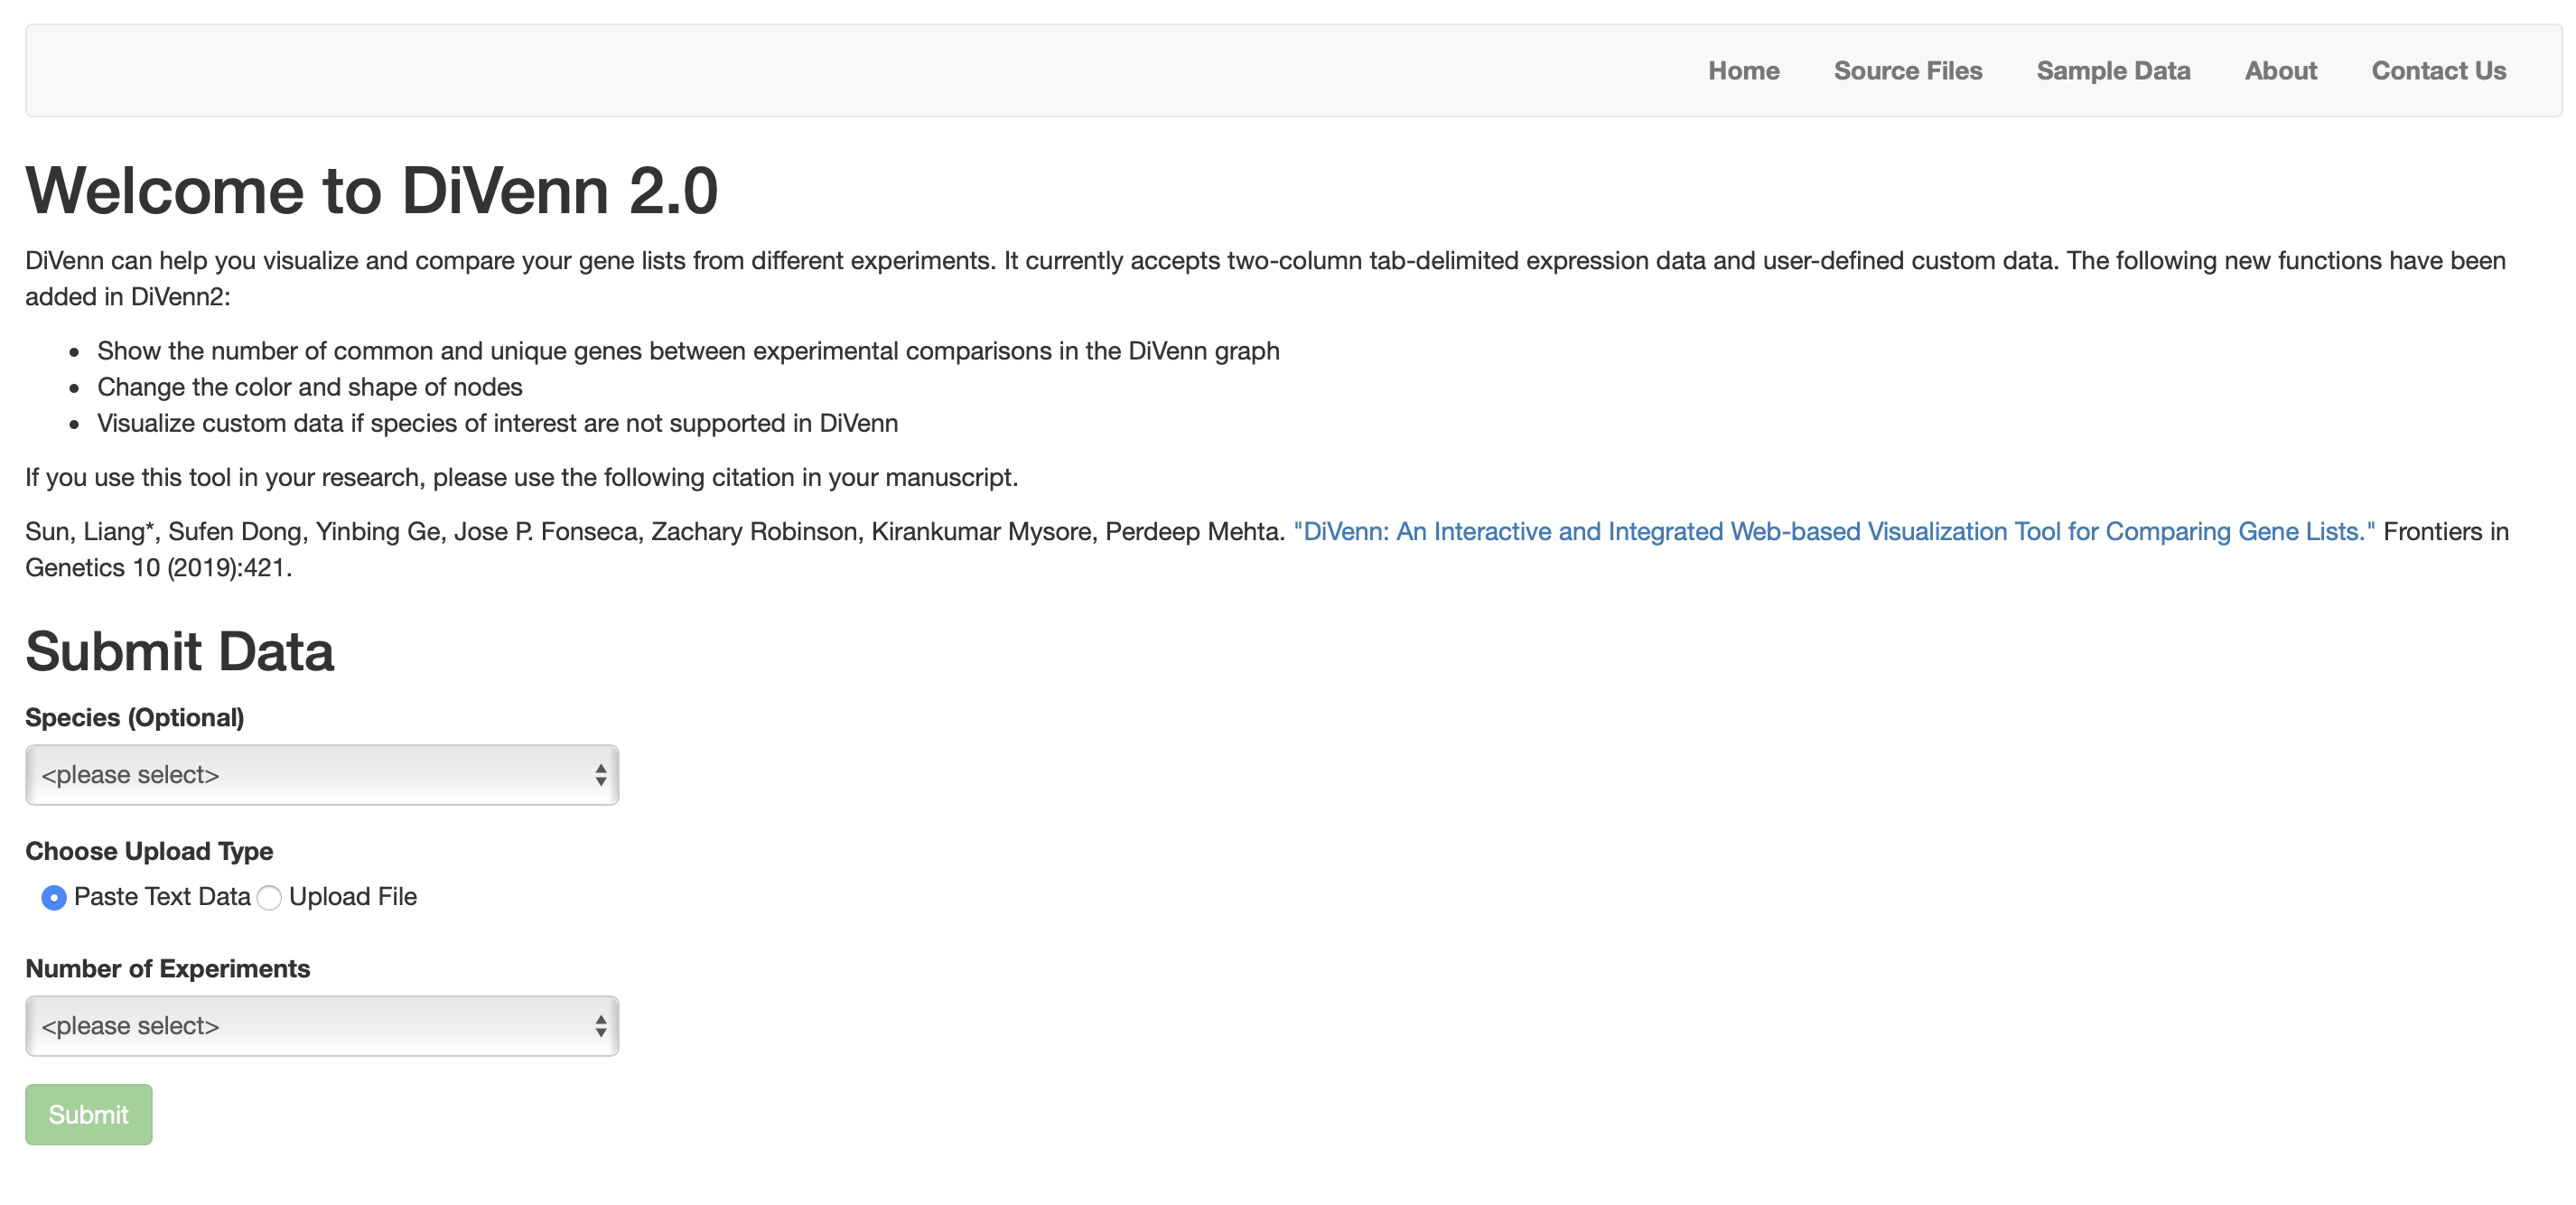 Home Source Files Sample Data About Contact Us
Welcome to DiVenn 2.0
DiVenn can help you visualize and compare your gene lists from different experiments. It currently accepts two-column tab-delimited expression data and user-defined custom data. The following new functions have been
added in DiVenn2:
• Show the number of common and unique genes between experimental comparisons in the DiVenn graph
• Change the color and shape of nodes
• Visualize custom data if species of interest are not supported in DiVenn
If you use this tool in your research, please use the following citation in your manuscript.
Sun, Liang*, Sufen Dong, Yinbing Ge, Jose P. Fonseca, Zachary Robinson, Kirankumar Mysore, Perdeep Mehta. "DiVenn: An Interactive and Integrated Web-based Visualization Tool for Comparing Gene Lists." Frontiers in
Genetics 10 (2019):421.
Submit Data
Species (Optional)
<please select>
Choose Upload Type
Paste Text Data Upload File
Number of Experiments
<please select>
Submit